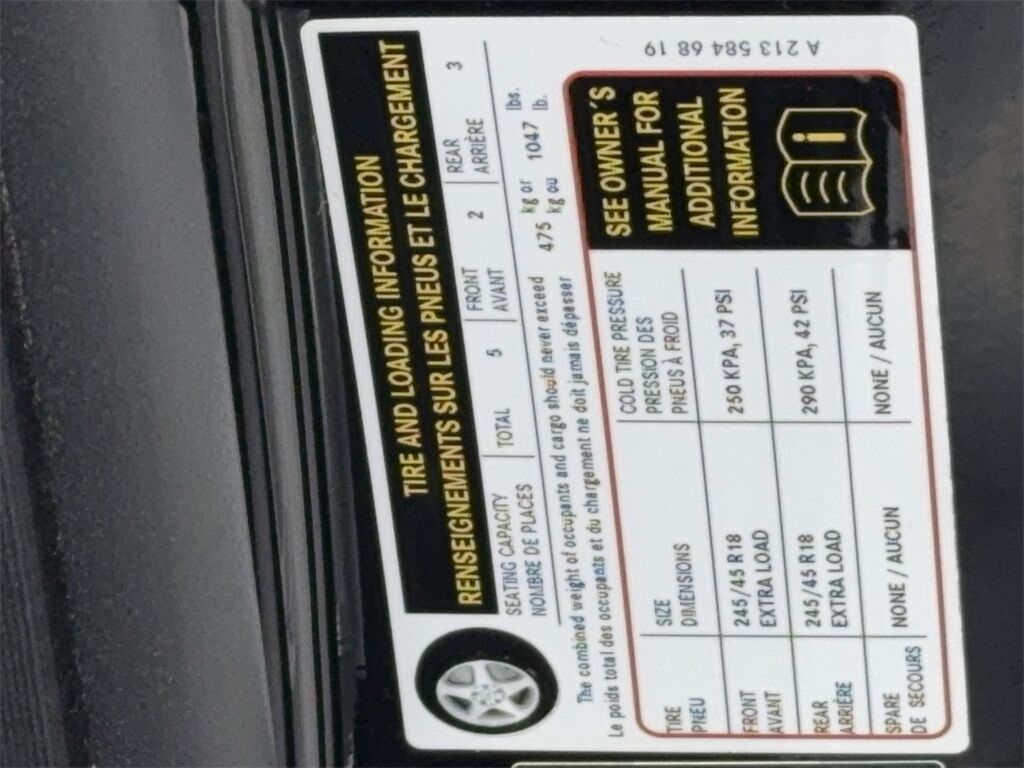 TIRE AND LOADING INFORMATION
RENSEIGNEMENTS SUR LES PNEUS ET LE CHARGEMENT
SEATING CAPACITY
NOMBRE DE PLACES
TOTAL 5
FRONT
AVANT
2
REAR
ARRIÈRE
3
The combined weight of occupants and cargo should never exceed 475 kg or 1047 lbs.
Le poids total des occupants et du chargement ne doit jamais dépasser kg ou lb.
TIRE
PNEU
SIZE
DIMENSIONS
COLD TIRE PRESSURE
PRESSION DES
PNEUS À FROID
FRONT
AVANT
245/45 R18
EXTRA LOAD
250 KPA, 37 PSI
REAR
ARRIÈRE
245/45 R18
EXTRA LOAD
290 KPA, 42 PSI
SPARE
DE SECOURS
NONE / AUCUN
NONE / AUCUN
SEE OWNER´S
MANUAL FOR
ADDITIONAL
INFORMATION
i
A 213 584 68 19